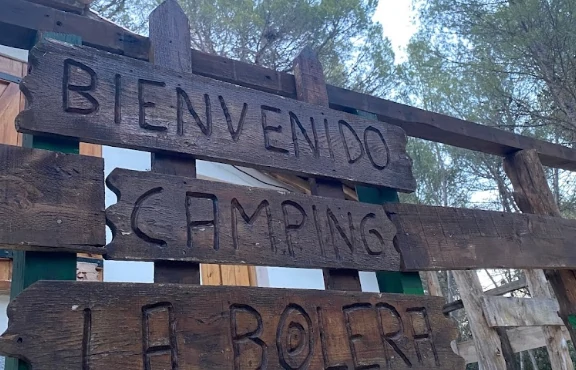 BIENVENIDO
CAMPING
LA BOLERA